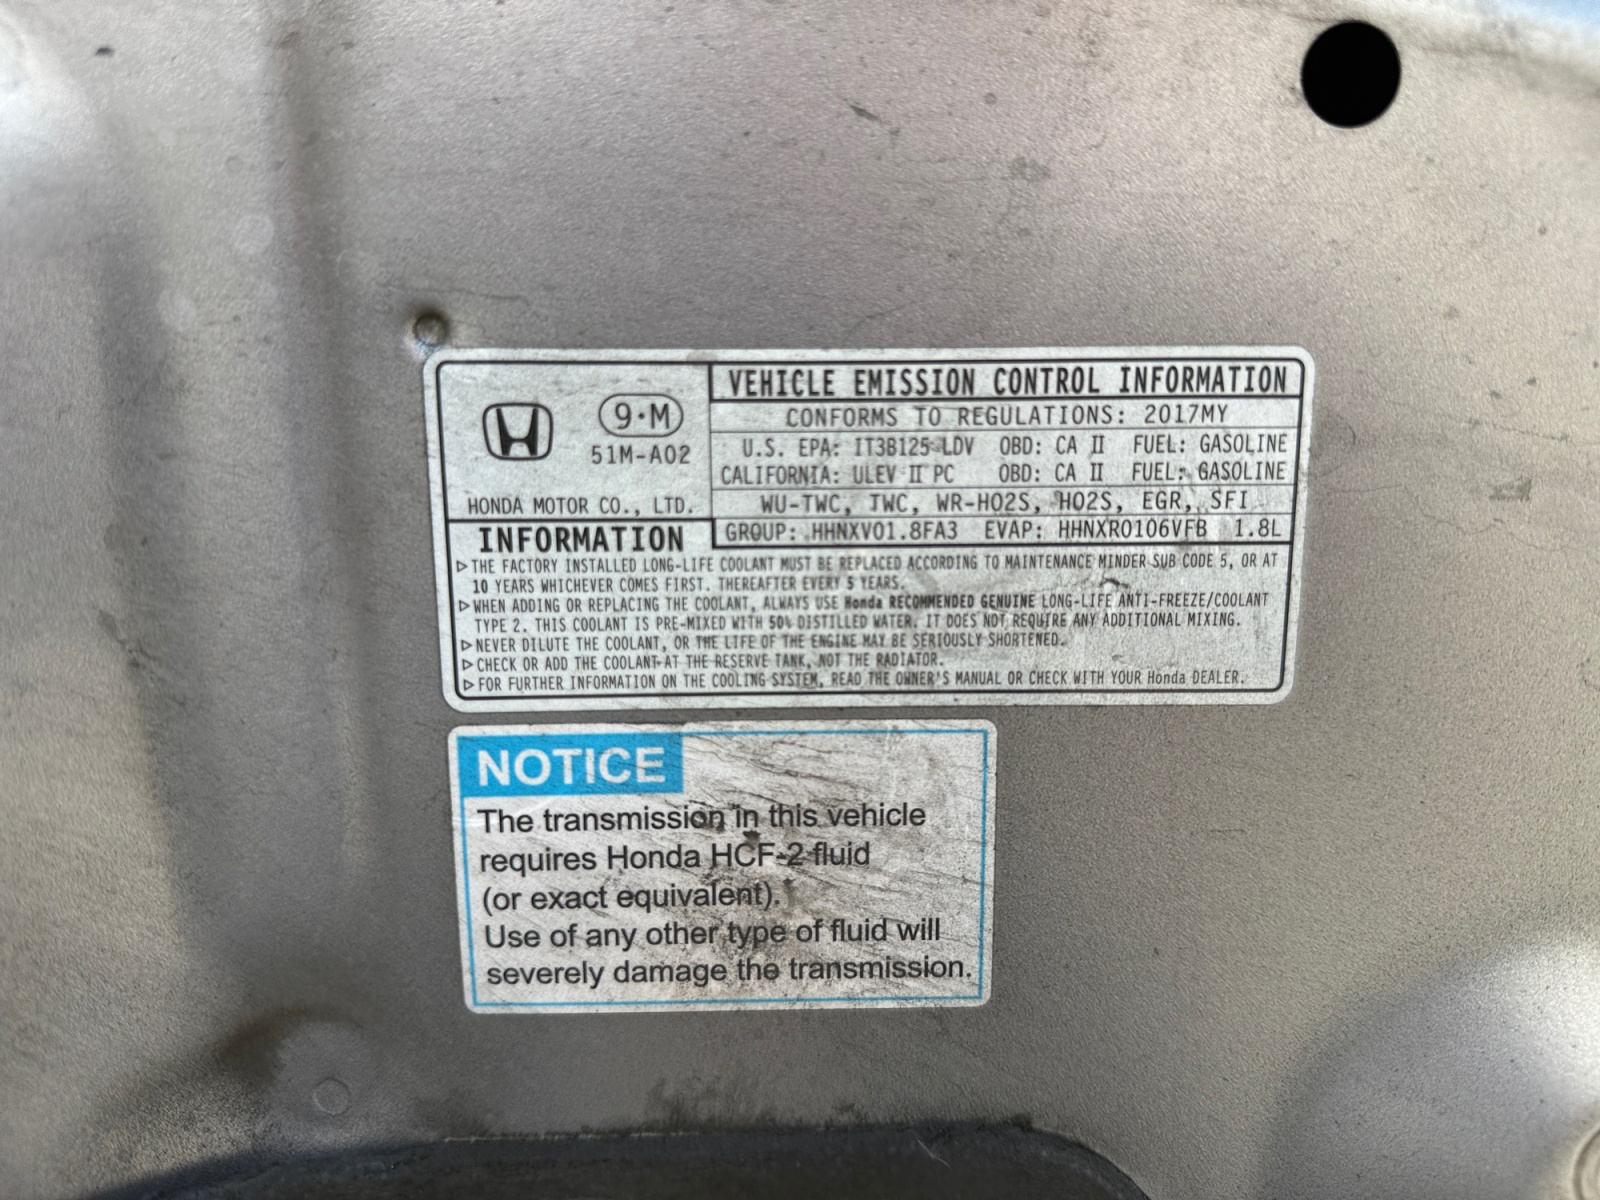 VEHICLE EMISSION CONTROL INFORMATION
9·M
51M-A02
HONDA MOTOR CO., LTD.
CONFORMS TO REGULATIONS: 2017MY
U.S. EPA: IT3B125 LDV OBD: CA II FUEL: GASOLINE
CALIFORNIA: ULEV II PC OBD: CA II FUEL: GASOLINE
WU-TWC, TWC, WR-HO2S, HO2S, EGR, SFI
GROUP: HHNXV01.8FA3 EVAP: HHNXR0106VFB 1.8L
INFORMATION
▷ THE FACTORY INSTALLED LONG-LIFE COOLANT MUST BE REPLACED ACCORDING TO MAINTENANCE MINDER SUB CODE 5, OR AT
10 YEARS WHICHEVER COMES FIRST. THEREAFTER EVERY 5 YEARS.
▷ WHEN ADDING OR REPLACING THE COOLANT, ALWAYS USE Honda RECOMMENDED GENUINE LONG-LIFE ANTI-FREEZE/COOLANT
TYPE 2. THIS COOLANT IS PRE-MIXED WITH 50% DISTILLED WATER. IT DOES NOT REQUIRE ANY ADDITIONAL MIXING.
▷ NEVER DILUTE THE COOLANT, OR THE LIFE OF THE ENGINE MAY BE SERIOUSLY SHORTENED.
▷ CHECK OR ADD THE COOLANT AT THE RESERVE TANK, NOT THE RADIATOR.
▷ FOR FURTHER INFORMATION ON THE COOLING SYSTEM, READ THE OWNER'S MANUAL OR CHECK WITH YOUR Honda DEALER.
NOTICE
The transmission in this vehicle
requires Honda HCF-2 fluid
(or exact equivalent).
Use of any other type of fluid will
severely damage the transmission.